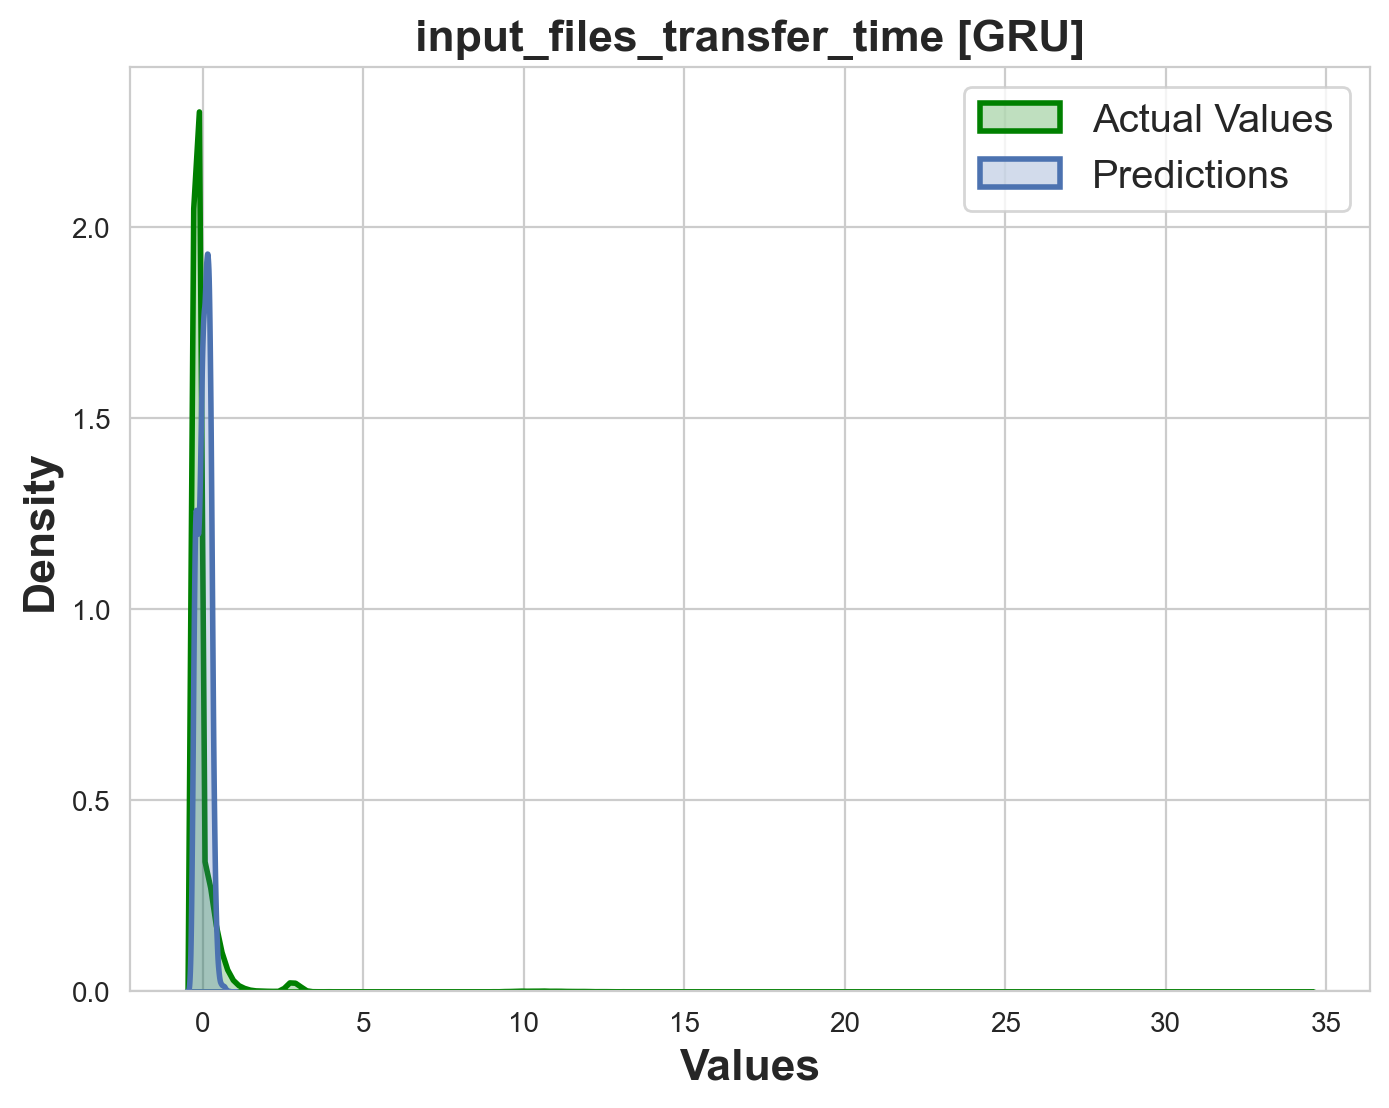 input_files_transfer_time [GRU]
Actual Values
Predictions
2.0
1.5
1.0
0.5
0.0
Density
0 5 10 15 20 25 30 35
Values